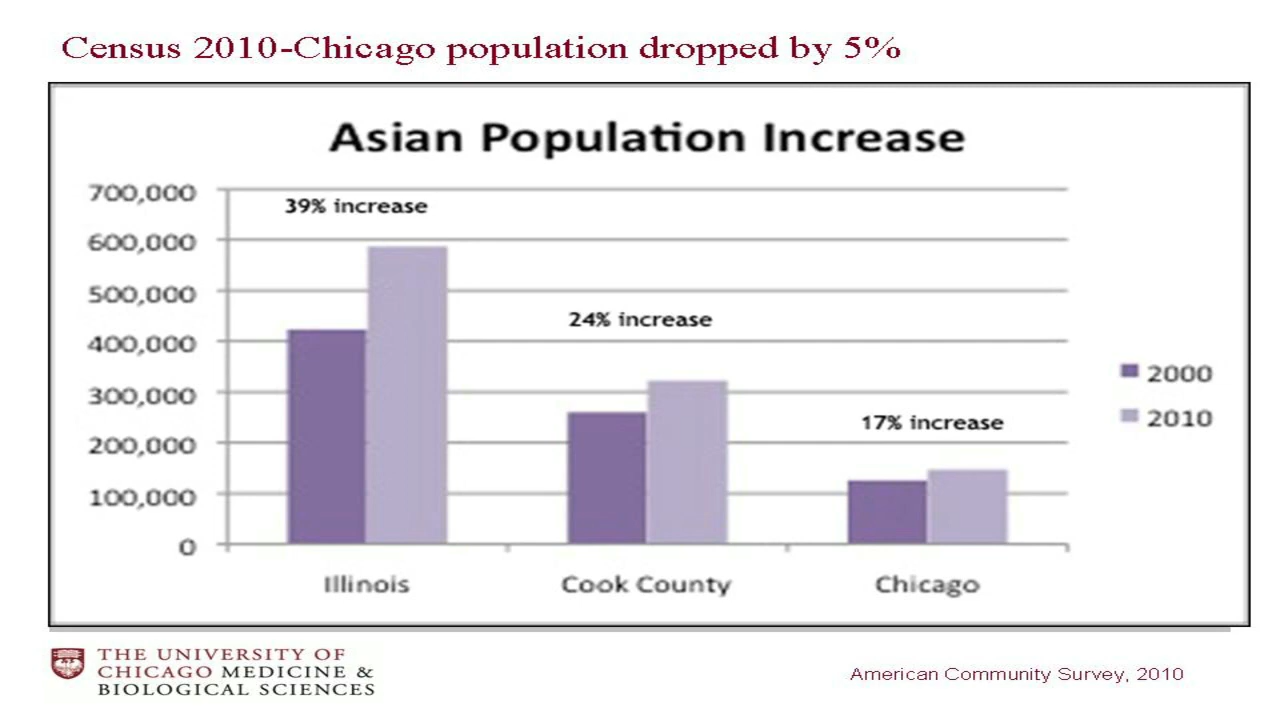 Census 2010-Chicago population dropped by 5%
Asian Population Increase
700,000
600,000
500,000
400,000
300,000
200,000
100,000
0
39% increase
24% increase
17% increase
Illinois
Cook County
Chicago
2000
2010
THE UNIVERSITY OF
CHICAGO MEDICINE &
BIOLOGICAL SCIENCES
American Community Survey, 2010